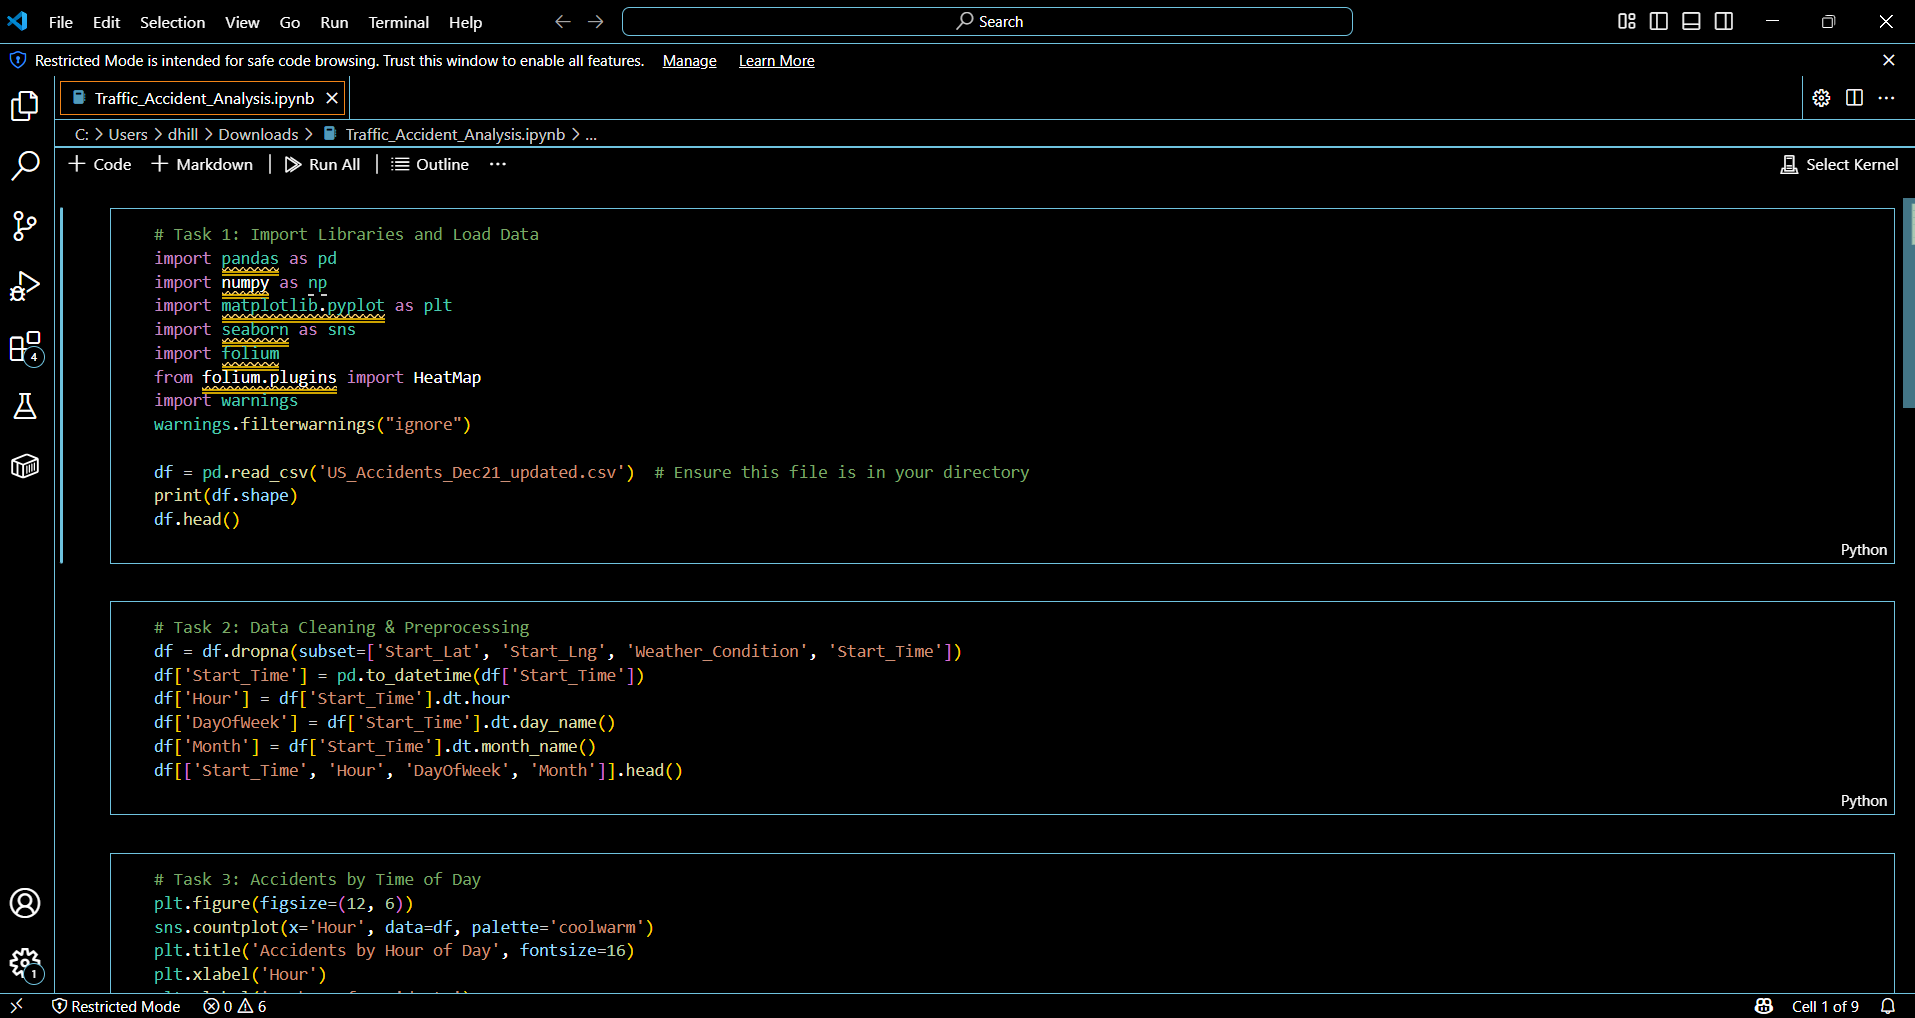 File Edit Selection View Go Run Terminal Help Search
Restricted Mode is intended for safe code browsing. Trust this window to enable all features. Manage Learn More
Traffic_Accident_Analysis.ipynb
C: > Users > dhill > Downloads > Traffic_Accident_Analysis.ipynb > ...
+ Code + Markdown | Run All | Outline ··· Select Kernel
# Task 1: Import Libraries and Load Data
import pandas as pd
import numpy as np
import matplotlib.pyplot as plt
import seaborn as sns
import folium
from folium.plugins import HeatMap
import warnings
warnings.filterwarnings("ignore")
df = pd.read_csv('US_Accidents_Dec21_updated.csv')  # Ensure this file is in your directory
print(df.shape)
df.head()
Python
# Task 2: Data Cleaning & Preprocessing
df = df.dropna(subset=['Start_Lat', 'Start_Lng', 'Weather_Condition', 'Start_Time'])
df['Start_Time'] = pd.to_datetime(df['Start_Time'])
df['Hour'] = df['Start_Time'].dt.hour
df['DayOfWeek'] = df['Start_Time'].dt.day_name()
df['Month'] = df['Start_Time'].dt.month_name()
df[['Start_Time', 'Hour', 'DayOfWeek', 'Month']].head()
Python
# Task 3: Accidents by Time of Day
plt.figure(figsize=(12, 6))
sns.countplot(x='Hour', data=df, palette='coolwarm')
plt.title('Accidents by Hour of Day', fontsize=16)
plt.xlabel('Hour')
4
1
Restricted Mode 0 6 Cell 1 of 9